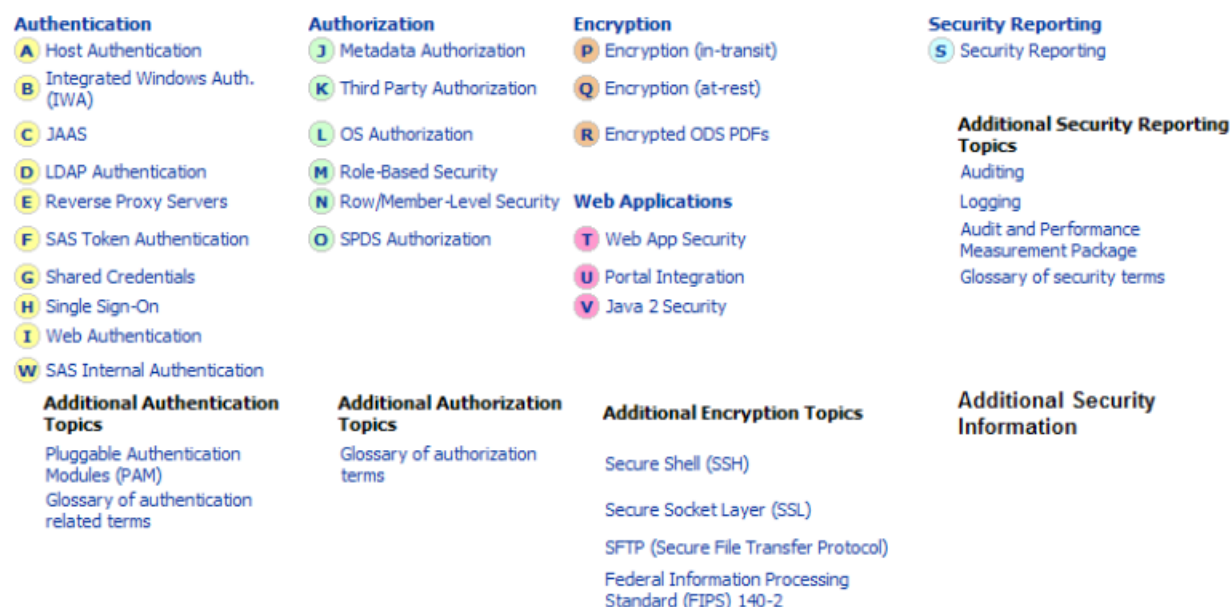 Authentication
A Host Authentication
B Integrated Windows Auth.
(IWA)
C JAAS
D LDAP Authentication
E Reverse Proxy Servers
F SAS Token Authentication
G Shared Credentials
H Single Sign-On
I Web Authentication
W SAS Internal Authentication
Additional Authentication
Topics
Pluggable Authentication
Modules (PAM)
Glossary of authentication
related terms
Authorization
J Metadata Authorization
K Third Party Authorization
L OS Authorization
M Role-Based Security
N Row/Member-Level Security
O SPDS Authorization
Additional Authorization
Topics
Glossary of authorization
terms
Encryption
P Encryption (in-transit)
Q Encryption (at-rest)
R Encrypted ODS PDFs
Web Applications
T Web App Security
U Portal Integration
V Java 2 Security
Additional Encryption Topics
Secure Shell (SSH)
Secure Socket Layer (SSL)
SFTP (Secure File Transfer Protocol)
Federal Information Processing
Standard (FIPS) 140-2
Security Reporting
S Security Reporting
Additional Security Reporting
Topics
Auditing
Logging
Audit and Performance
Measurement Package
Glossary of security terms
Additional Security
Information